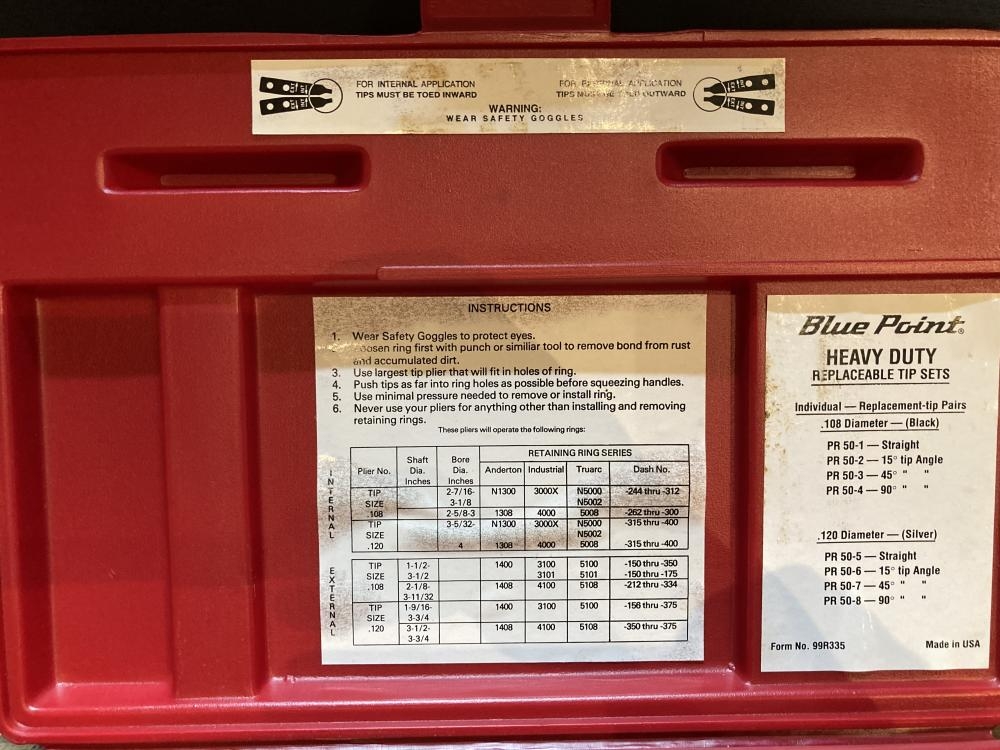 FOR INTERNAL APPLICATION
TIPS MUST BE TOED INWARD
FOR EXTERNAL APPLICATION
TIPS MUST BE TOED OUTWARD
WARNING:
WEAR SAFETY GOGGLES
INSTRUCTIONS
1. Wear Safety Goggles to protect eyes.
2. Loosen ring first with punch or similiar tool to remove bond from rust
and accumulated dirt.
3. Use largest tip plier that will fit in holes of ring.
4. Push tips as far into ring holes as possible before squeezing handles.
5. Use minimal pressure needed to remove or install ring.
6. Never use your pliers for anything other than installing and removing
retaining rings.
These pliers will operate the following rings:
RETAINING RING SERIES
Plier No. Shaft Dia. Inches Bore Dia. Inches Anderton Industrial Truarc Dash No.
INTERNAL
TIP 2-7/16- N1300 3000X N5000 -244 thru -312
SIZE 3-1/8 N5002
.108 2-5/8-3 1308 4000 5008 -262 thru -300
TIP 3-5/32- N1300 3000X N5000 -315 thru -400
SIZE N5002
.120 4 1308 4000 5008 -315 thru -400
EXTERNAL
TIP 1-1/2- 1400 3100 5100 -150 thru -350
SIZE 3-1/2 3101 5101 -150 thru -175
.108 2-1/8- 1408 4100 5108 -212 thru -334
3-11/32
TIP 1-9/16- 1400 3100 5100 -156 thru -375
SIZE 3-3/4
.120 3-1/2- 1408 4100 5108 -350 thru -375
3-3/4
Blue Point®
HEAVY DUTY
REPLACEABLE TIP SETS
Individual — Replacement-tip Pairs
.108 Diameter — (Black)
PR 50-1 — Straight
PR 50-2 — 15° tip Angle
PR 50-3 — 45° " "
PR 50-4 — 90° " "
.120 Diameter — (Silver)
PR 50-5 — Straight
PR 50-6 — 15° tip Angle
PR 50-7 — 45° " "
PR 50-8 — 90° " "
Form No. 99R335 Made in USA